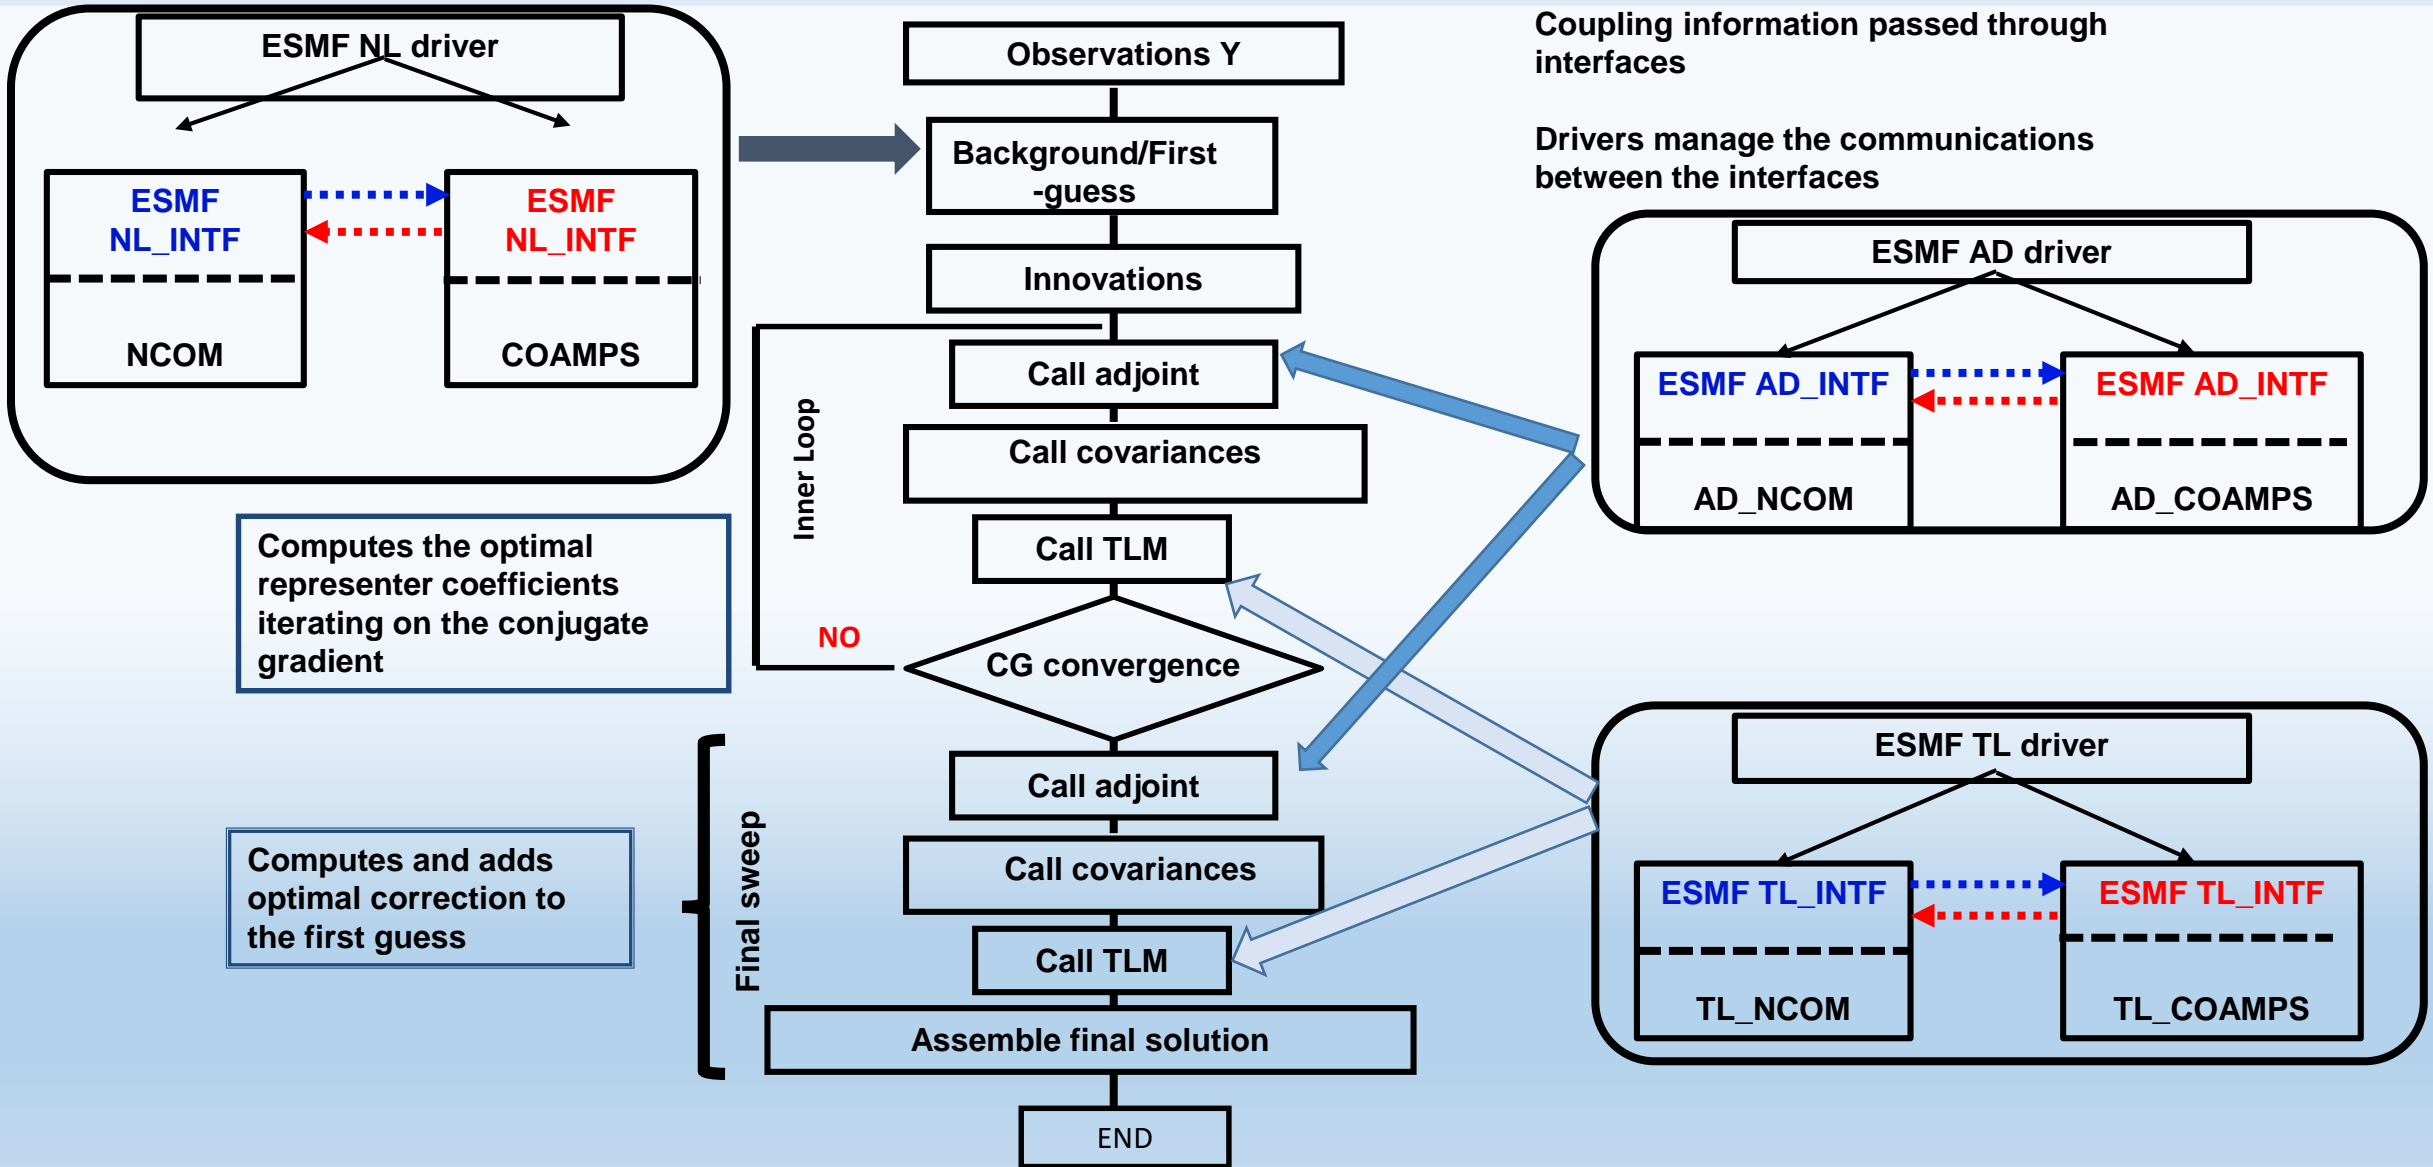 ESMF NL driver
ESMF
NL_INTF
NCOM
ESMF
NL_INTF
COAMPS
Observations Y
Background/First
-guess
Innovations
Call adjoint
Call covariances
Call TLM
CG convergence
NO
Inner Loop
Call adjoint
Call covariances
Call TLM
Assemble final solution
END
Final sweep
Computes the optimal
representer coefficients
iterating on the conjugate
gradient
Computes and adds
optimal correction to
the first guess
Coupling information passed through
interfaces
Drivers manage the communications
between the interfaces
ESMF AD driver
ESMF AD_INTF
AD_NCOM
ESMF AD_INTF
AD_COAMPS
ESMF TL driver
ESMF TL_INTF
TL_NCOM
ESMF TL_INTF
TL_COAMPS